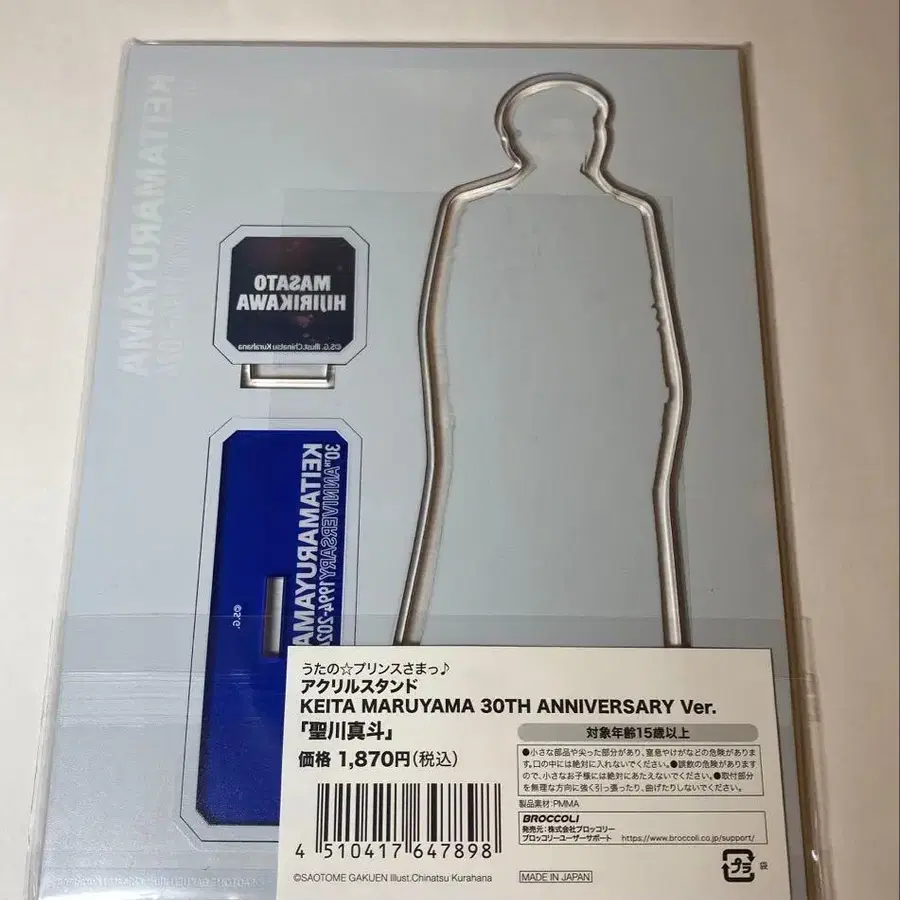 KEITAMARUYAMA
MASATO
HIJIRIKAWA
©S.G. Illust.Chinatsu Kurahana
30TH ANNIVERSARY 1994-202
KEITAMARUYAMA
©S.G.
うたの☆プリンスさまっ♪
アクリルスタンド
KEITA MARUYAMA 30TH ANNIVERSARY Ver.
「聖川真斗」
価格 1,870円(税込)
4 510417 647898
©SAOTOME GAKUEN Illust.Chinatsu Kurahana
対象年齢15歳以上
●小さな部品や尖った部分があり、窒息やけがなどの危険がありま
す。口の中には絶対に入れないでください。●誤飲の危険があります
ので、小さなお子様には絶対にあたえないでください。●取付部分
を無理な方向に強く引っ張ったり、曲げたりしないでください。
製品素材:PMMA
BROCCOLI
発売元:株式会社ブロッコリー
ブロッコリーユーザーサポート https://www.broccoli.co.jp/support/
MADE IN JAPAN
プラ
袋